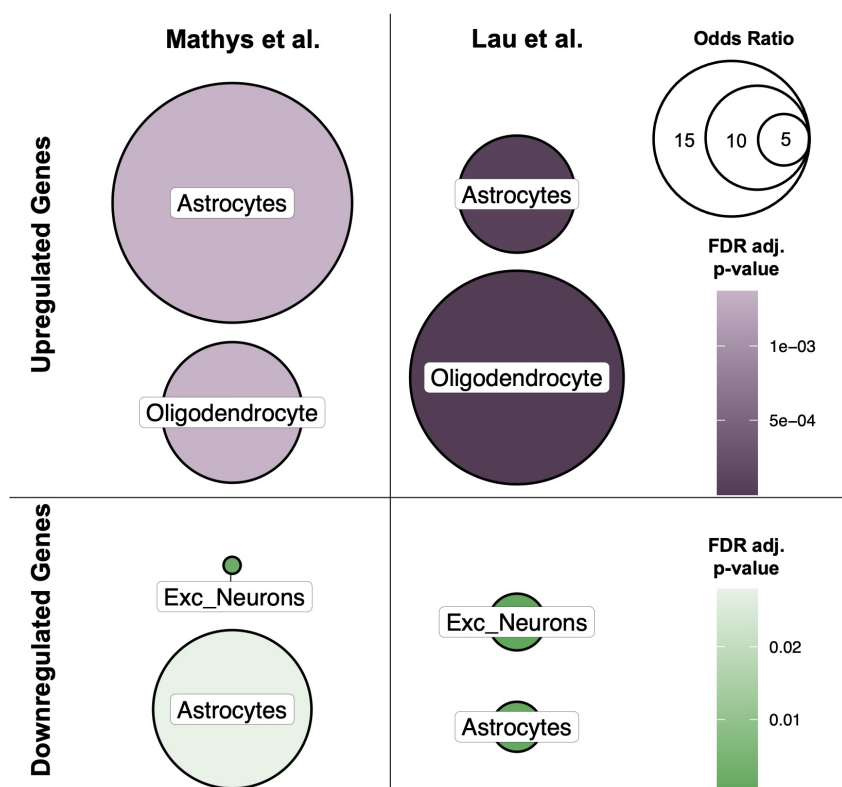 Mathys et al.
Lau et al.
Odds Ratio
15
10
5
Upregulated Genes
Astrocytes
Oligodendrocyte
Astrocytes
Oligodendrocyte
FDR adj.
p-value
1e−03
5e−04
Downregulated Genes
Exc_Neurons
Astrocytes
Exc_Neurons
Astrocytes
FDR adj.
p-value
0.02
0.01